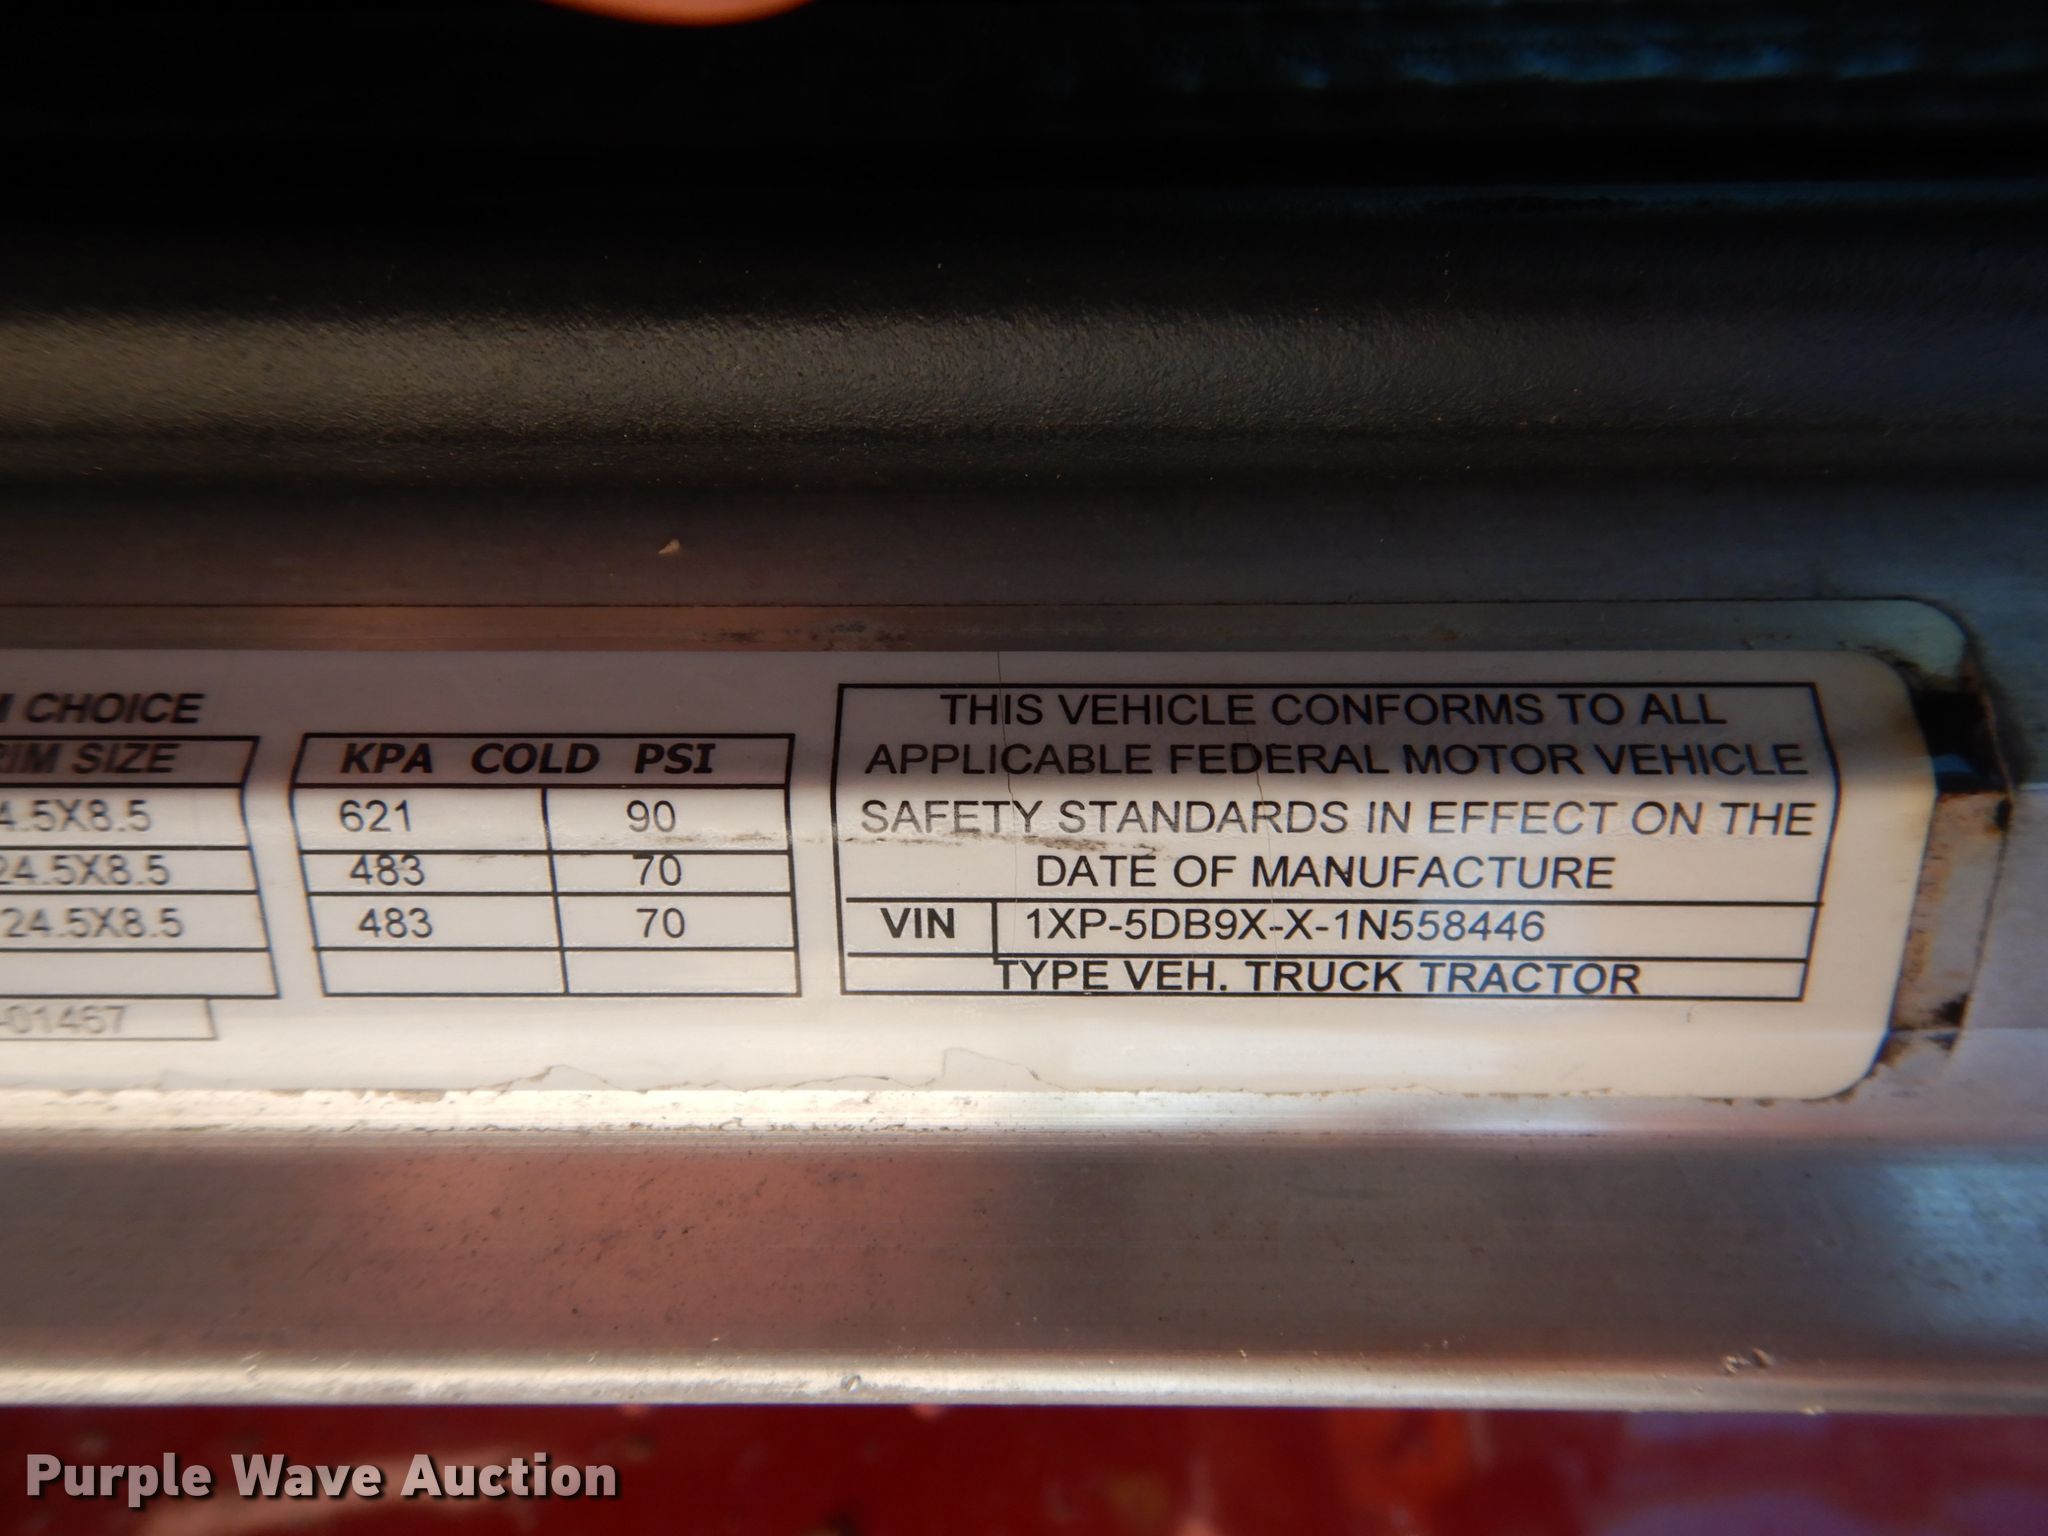 M CHOICE
RIM SIZE
4.5X8.5
24.5X8.5
24.5X8.5
-01467
KPA COLD PSI
621 90
483 70
483 70
THIS VEHICLE CONFORMS TO ALL
APPLICABLE FEDERAL MOTOR VEHICLE
SAFETY STANDARDS IN EFFECT ON THE
DATE OF MANUFACTURE
VIN 1XP-5DB9X-X-1N558446
TYPE VEH. TRUCK TRACTOR
Purple Wave Auction